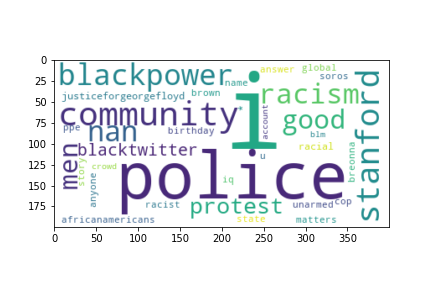 0
25
50
75
100
125
150
175
0 50 100 150 200 250 300 350
blackpower
name
answer
global
soros
justiceforgeorgefloyd
brown
i
account
racism
stanford
community
ppe
nan
birthday
good
blm
men
blacktwitter
u
racial
breonna
story
crowd
anyone
police
iq
racist
protest
unarmed
cop
africanamericans
state
matters